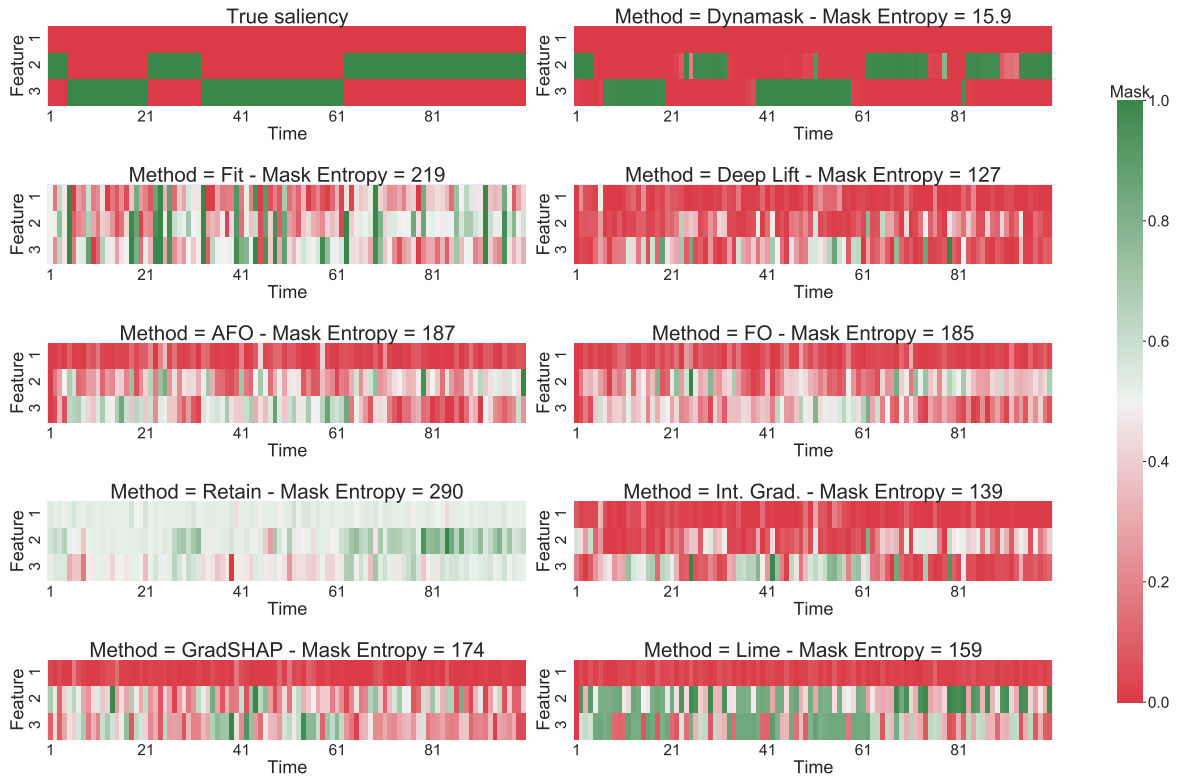 True saliency
Feature
1
2
3
1 21 41 61 81
Time
Method = Dynamask - Mask Entropy = 15.9
Feature
1
2
3
1 21 41 61 81
Time
Method = Fit - Mask Entropy = 219
Feature
1
2
3
1 21 41 61 81
Time
Method = Deep Lift - Mask Entropy = 127
Feature
1
2
3
1 21 41 61 81
Time
Method = AFO - Mask Entropy = 187
Feature
1
2
3
1 21 41 61 81
Time
Method = FO - Mask Entropy = 185
Feature
1
2
3
1 21 41 61 81
Time
Method = Retain - Mask Entropy = 290
Feature
1
2
3
1 21 41 61 81
Time
Method = Int. Grad. - Mask Entropy = 139
Feature
1
2
3
1 21 41 61 81
Time
Method = GradSHAP - Mask Entropy = 174
Feature
1
2
3
1 21 41 61 81
Time
Method = Lime - Mask Entropy = 159
Feature
1
2
3
1 21 41 61 81
Time
Mask
1.0
0.8
0.6
0.4
0.2
0.0